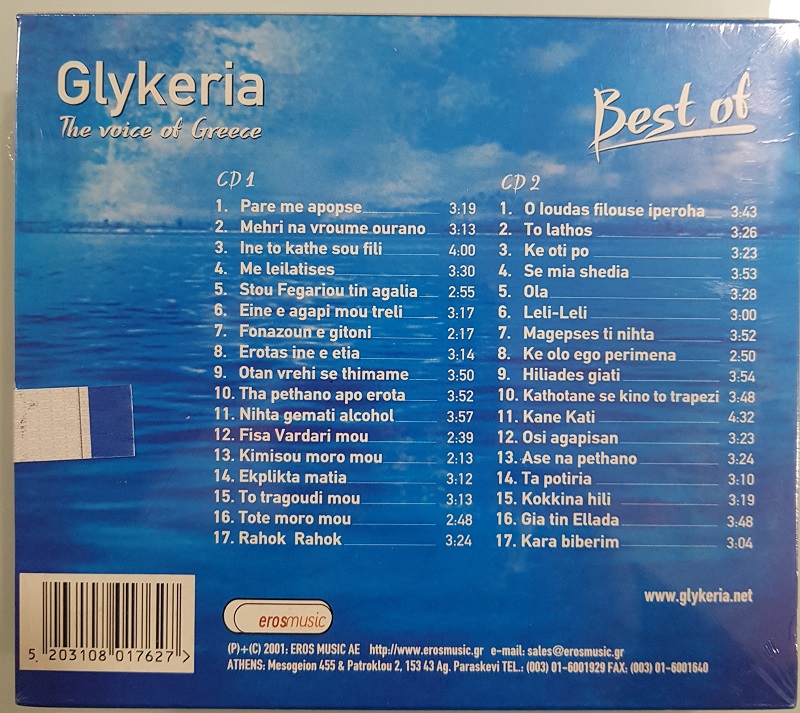 Glykeria
The voice of Greece
Best of
CD 1
1. Pare me apopse 3:19
2. Mehri na vroume ourano 3:13
3. Ine to kathe sou fili 4:00
4. Me leilatises 3:30
5. Stou Fegariou tin agalia 2:55
6. Eine e agapi mou treli 3:17
7. Fonazoun e gitoni 2:17
8. Erotas ine e etia 3:14
9. Otan vrehi se thimame 3:50
10. Tha pethano apo erota 3:52
11. Nihta gemati alcohol 3:57
12. Fisa Vardari mou 2:39
13. Kimisou moro mou 2:13
14. Ekplikta matia 3:12
15. To tragoudi mou 3:13
16. Tote moro mou 2:48
17. Rahok Rahok 3:24
CD 2
1. O Ioudas filouse iperoha 3:43
2. To lathos 3:26
3. Ke oti po 3:23
4. Se mia shedia 3:53
5. Ola 3:28
6. Leli-Leli 3:00
7. Magepses ti nihta 3:52
8. Ke olo ego perimena 2:50
9. Hiliades giati 3:54
10. Kathotane se kino to trapezi 3:48
11. Kane Kati 4:32
12. Osi agapisan 3:23
13. Ase na pethano 3:24
14. Ta potiria 3:10
15. Kokkina hili 3:19
16. Gia tin Ellada 3:48
17. Kara biberim 3:04
www.glykeria.net
erosmusic
(P)+(C) 2001: EROS MUSIC AE http://www.erosmusic.gr e-mail: sales@erosmusic.gr
ATHENS: Mesogeion 455 & Patroklou 2, 153 43 Ag. Paraskevi TEL.: (003) 01-6001929 FAX: (003) 01-6001640
5 203108 017627 >